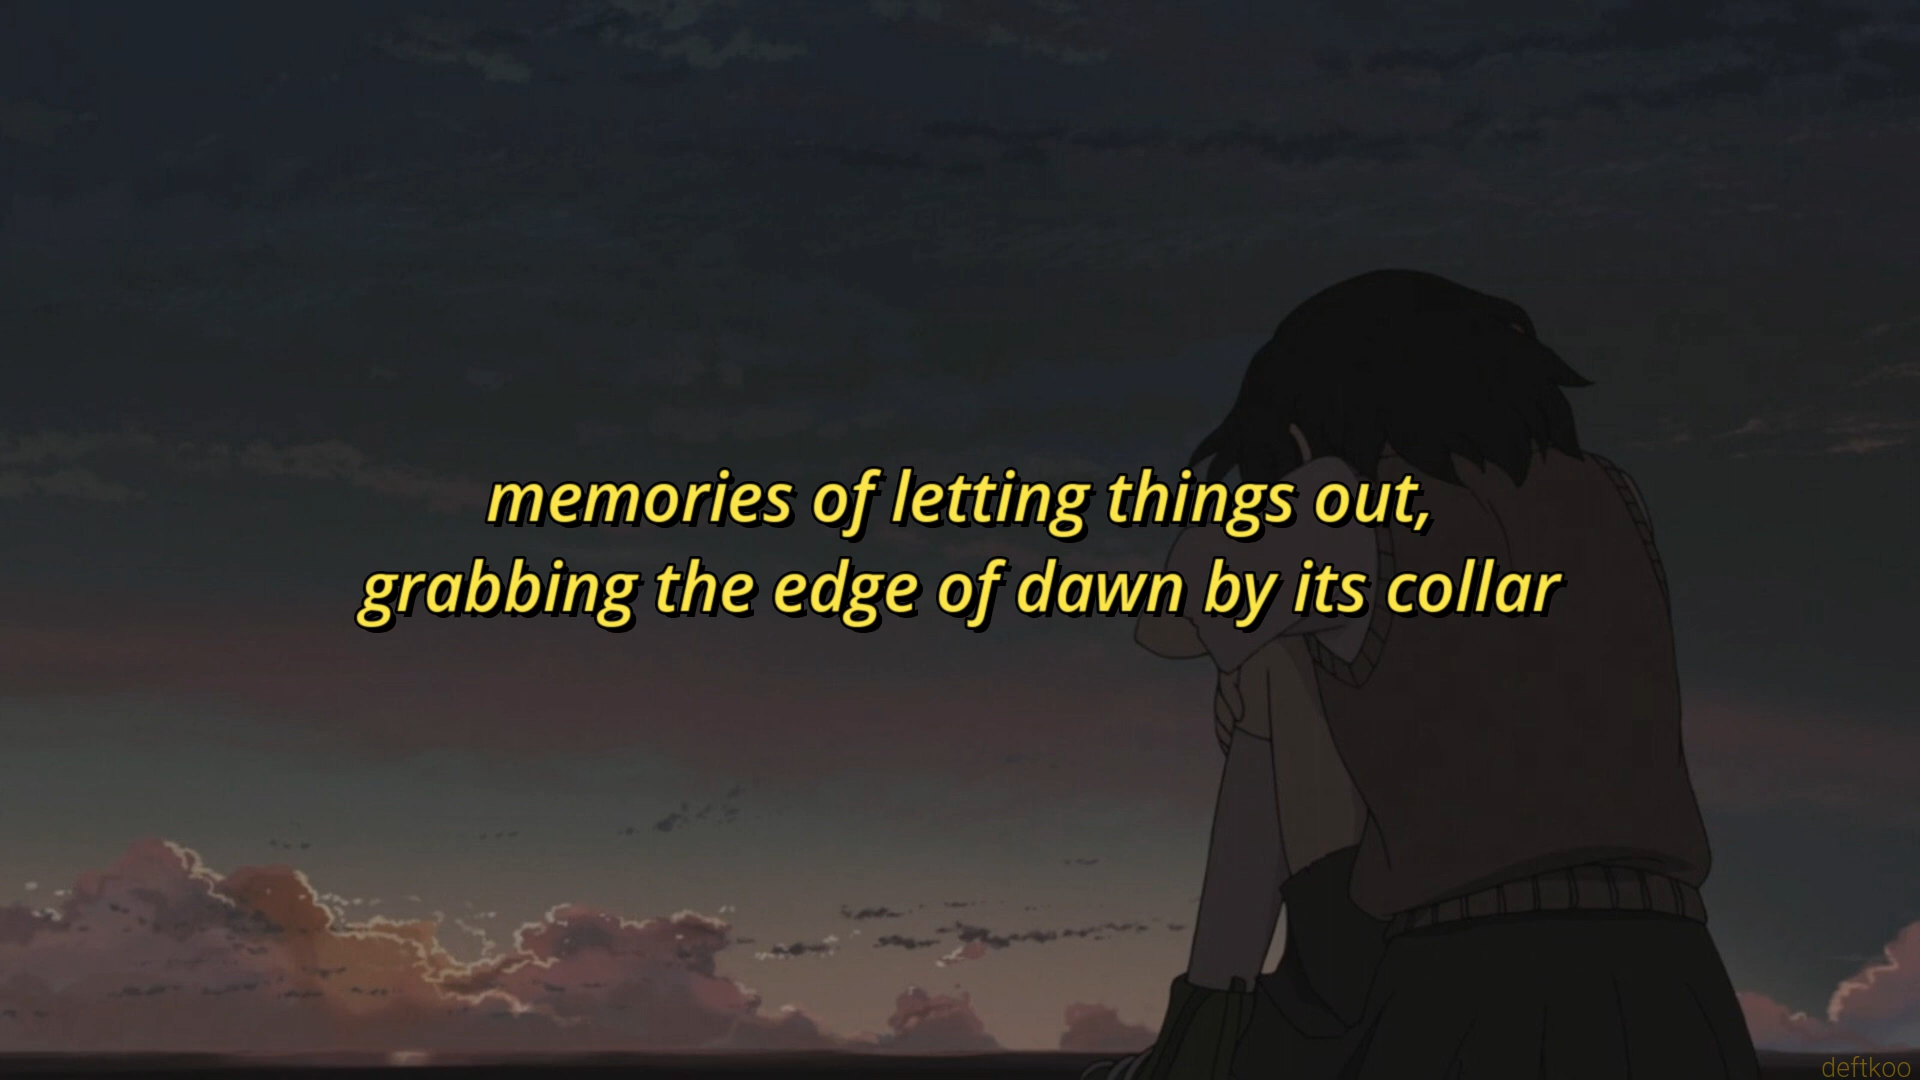 memories of letting things out,
grabbing the edge of dawn by its collar
deftkoo